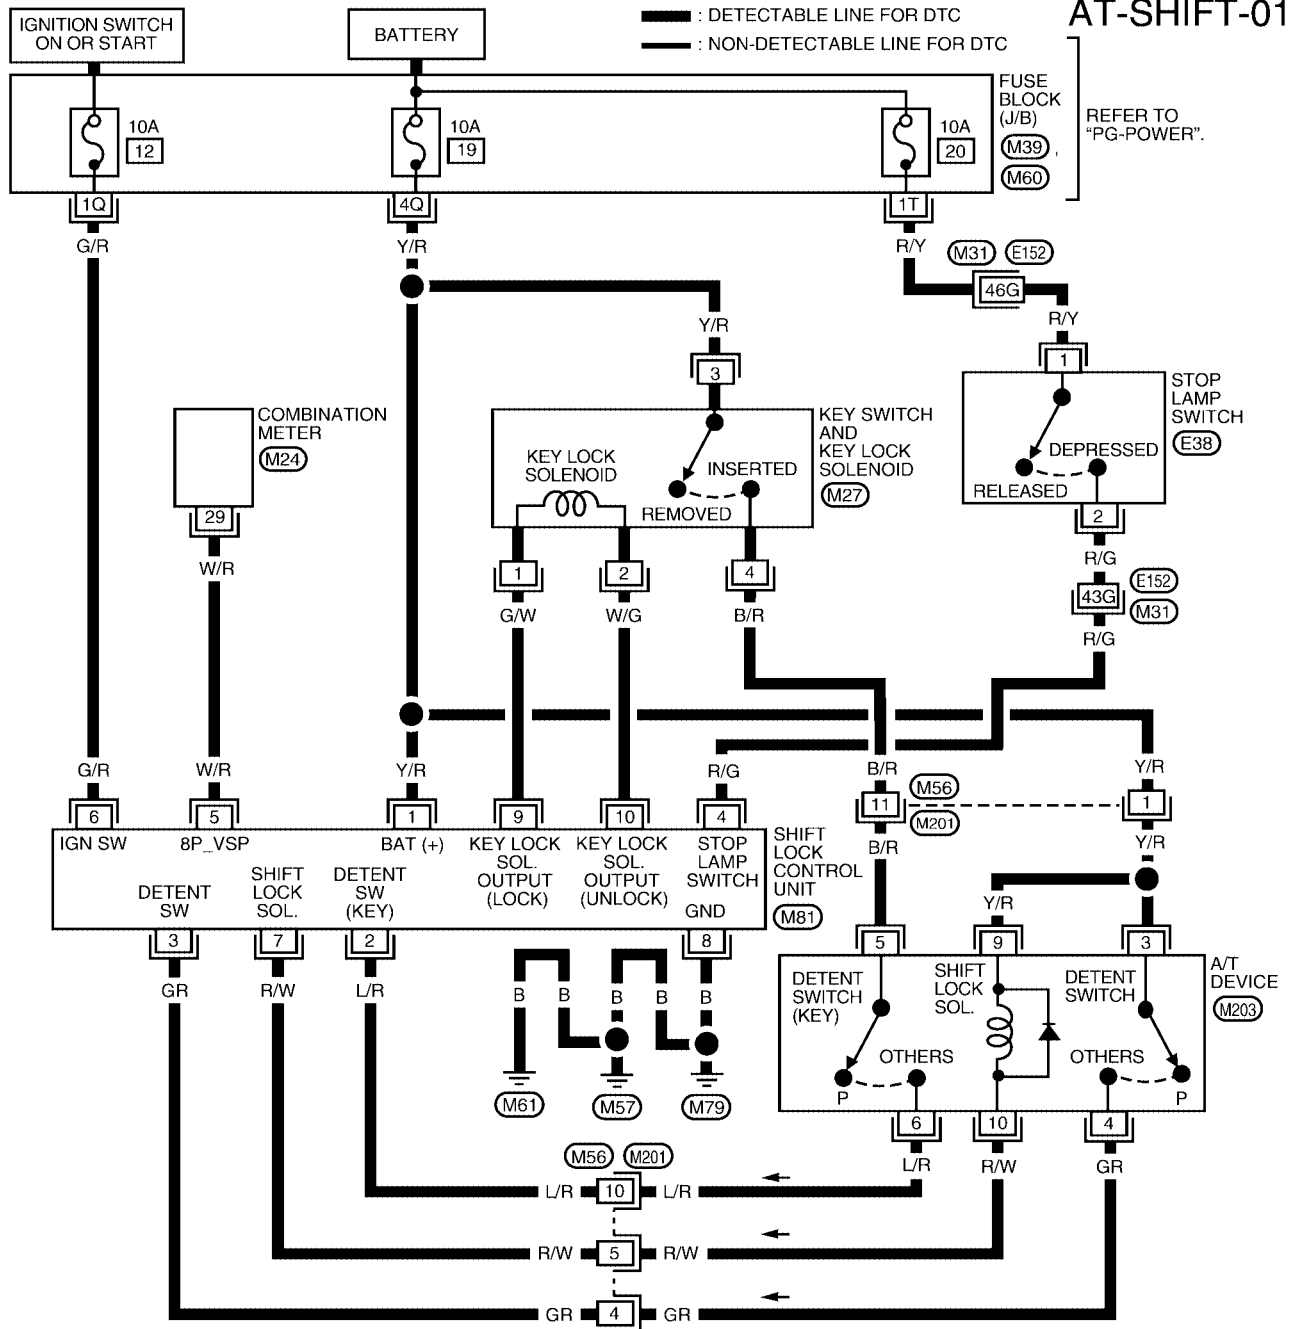 AT-SHIFT-01
IGNITION SWITCH
ON OR START
BATTERY
: DETECTABLE LINE FOR DTC
: NON-DETECTABLE LINE FOR DTC
FUSE
BLOCK
(J/B)
M39 ,
M60
REFER TO
"PG-POWER".
10A
12
10A
19
10A
20
1Q
4Q
1T
G/R
Y/R
R/Y
M31
E152
46G
R/Y
Y/R
3
1
STOP
LAMP
SWITCH
E38
DEPRESSED
RELEASED
2
R/G
43G
E152
M31
R/G
COMBINATION
METER
M24
29
W/R
KEY SWITCH
AND
KEY LOCK
SOLENOID
M27
KEY LOCK
SOLENOID
INSERTED
REMOVED
1
2
4
G/W
W/G
B/R
G/R
W/R
Y/R
R/G
B/R
Y/R
6
5
1
9
10
4
11
M56
M201
1
B/R
Y/R
IGN SW
8P_VSP
BAT (+)
KEY LOCK
SOL.
OUTPUT
(LOCK)
KEY LOCK
SOL.
OUTPUT
(UNLOCK)
STOP
LAMP
SWITCH
SHIFT
LOCK
CONTROL
UNIT
M81
DETENT
SW
SHIFT
LOCK
SOL.
DETENT
SW
(KEY)
GND
3
7
2
8
GR
R/W
L/R
B
B
B
B
B
M61
M57
M79
Y/R
5
9
3
DETENT
SWITCH
(KEY)
SHIFT
LOCK
SOL.
DETENT
SWITCH
A/T
DEVICE
M203
OTHERS
P
OTHERS
P
6
10
4
L/R
R/W
GR
M56
M201
L/R
10
L/R
R/W
5
R/W
GR
4
GR